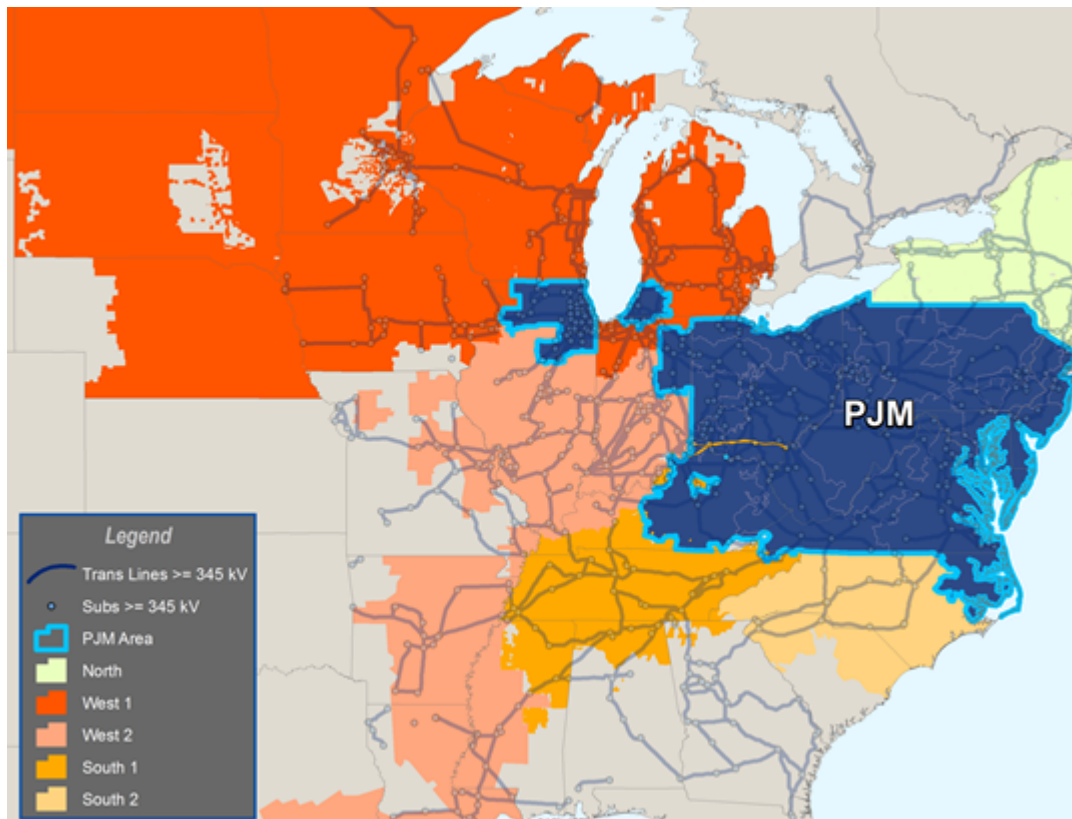 PJM
Legend
Trans Lines >= 345 kV
Subs >= 345 kV
PJM Area
North
West 1
West 2
South 1
South 2